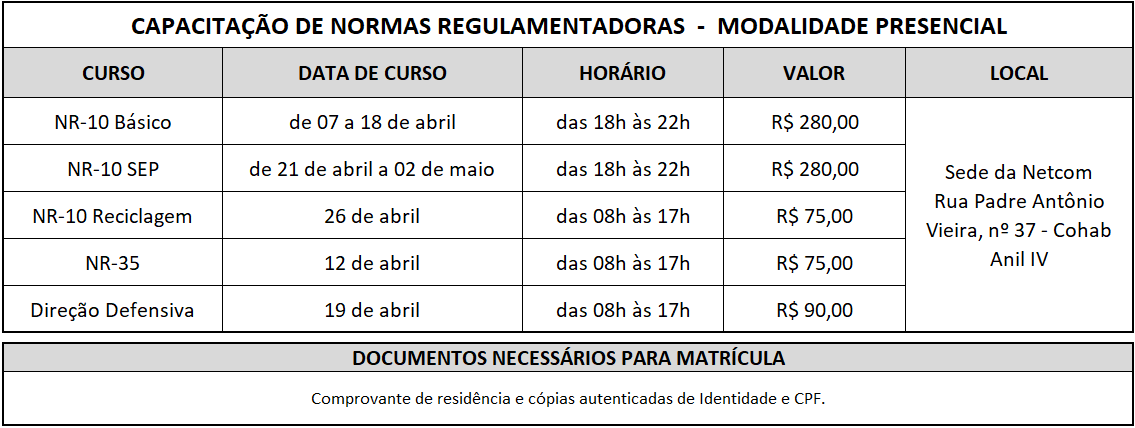 CAPACITAÇÃO DE NORMAS REGULAMENTADORAS - MODALIDADE PRESENCIAL
CURSO DATA DE CURSO HORÁRIO VALOR LOCAL
NR-10 Básico de 07 a 18 de abril das 18h às 22h R$ 280,00
NR-10 SEP de 21 de abril a 02 de maio das 18h às 22h R$ 280,00
NR-10 Reciclagem 26 de abril das 08h às 17h R$ 75,00
NR-35 12 de abril das 08h às 17h R$ 75,00
Direção Defensiva 19 de abril das 08h às 17h R$ 90,00
Sede da Netcom
Rua Padre Antônio
Vieira, nº 37 - Cohab
Anil IV
DOCUMENTOS NECESSÁRIOS PARA MATRÍCULA
Comprovante de residência e cópias autenticadas de Identidade e CPF.